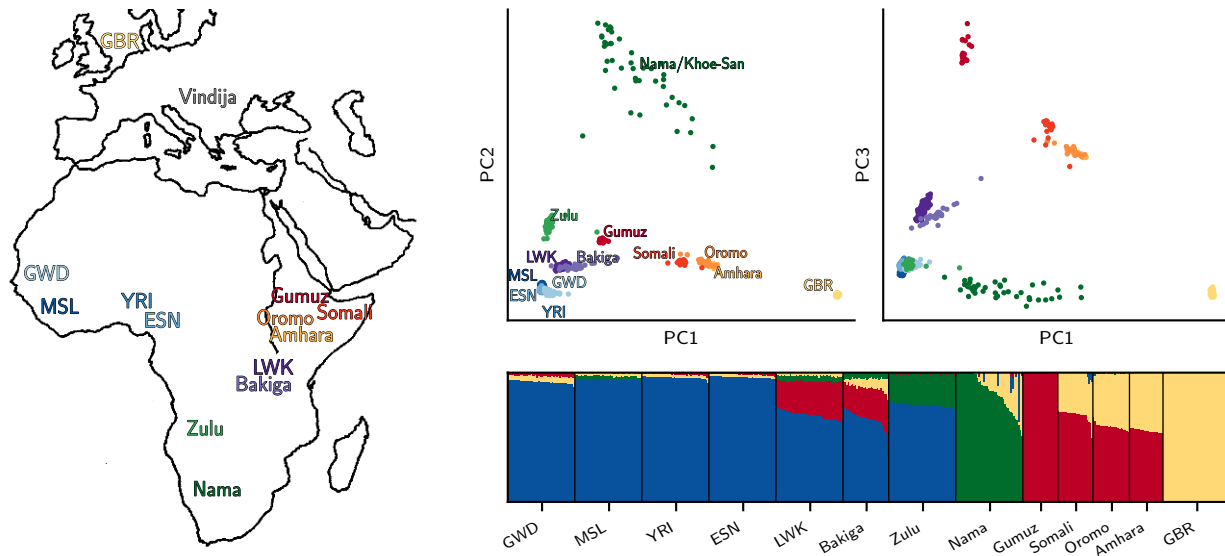 GBR
Vindija
GWD
MSL
YRI
ESN
Gumuz
Somali
Oromo
Amhara
LWK
Bakiga
Zulu
Nama
PC2
Nama/Khoe-San
Zulu
Gumuz
LWK
Bakiga
Somali
Oromo
Amhara
MSL
GWD
ESN
YRI
GBR
PC1
PC3
PC1
GWD
MSL
YRI
ESN
LWK
Bakiga
Zulu
Nama
Gumuz
Somali
Oromo
Amhara
GBR